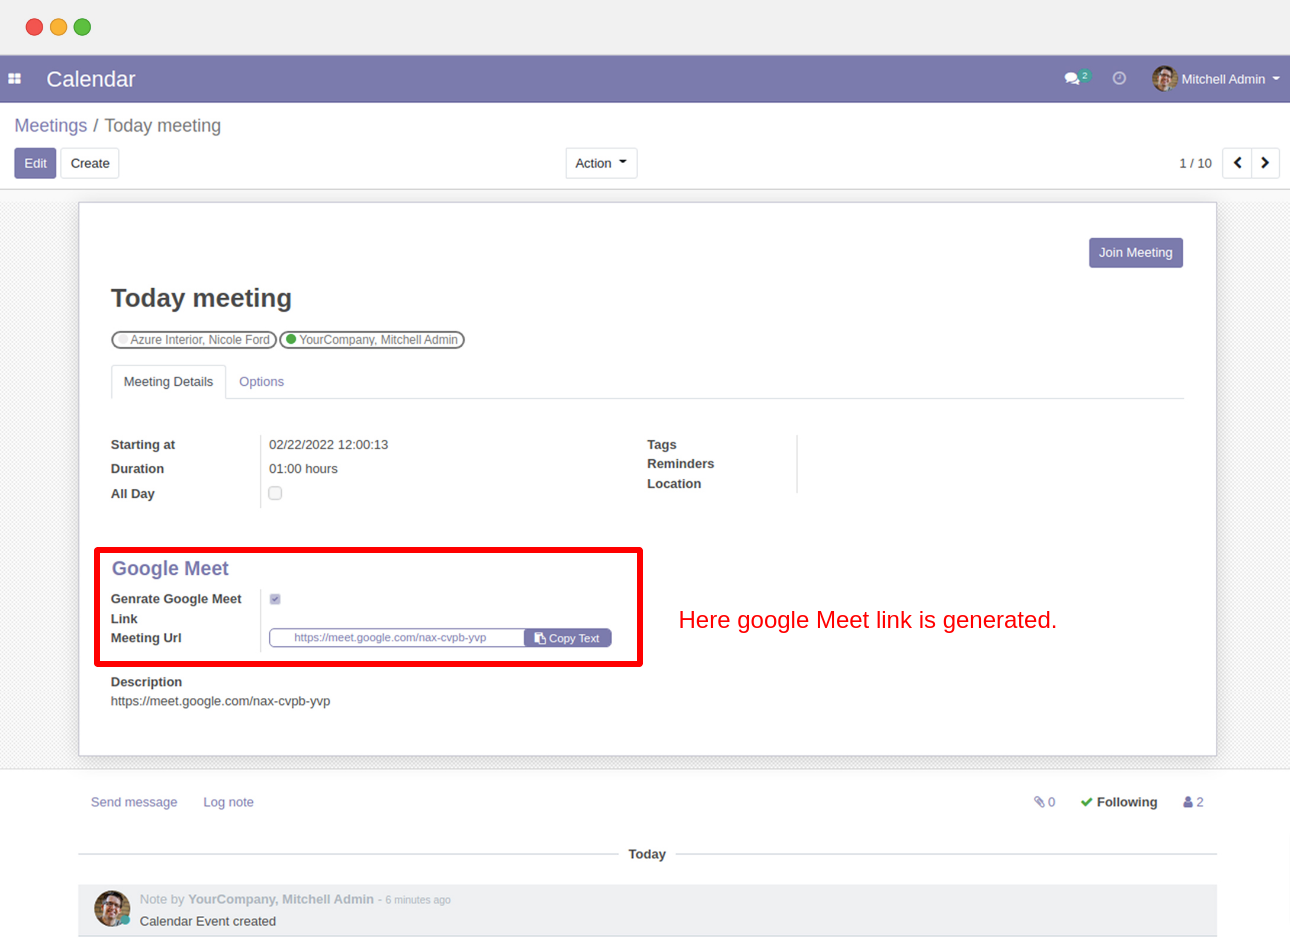 Calendar
2
Mitchell Admin
Meetings / Today meeting
Edit Create
Action
1 / 10
Join Meeting
Today meeting
Azure Interior, Nicole Ford YourCompany, Mitchell Admin
Meeting Details Options
Starting at 02/22/2022 12:00:13
Duration 01:00 hours
All Day
Tags
Reminders
Location
Google Meet
Genrate Google Meet
Link
Meeting Url https://meet.google.com/nax-cvpb-yvp Copy Text
Here google Meet link is generated.
Description
https://meet.google.com/nax-cvpb-yvp
Send message Log note
0 Following 2
Today
Note by YourCompany, Mitchell Admin - 6 minutes ago
Calendar Event created